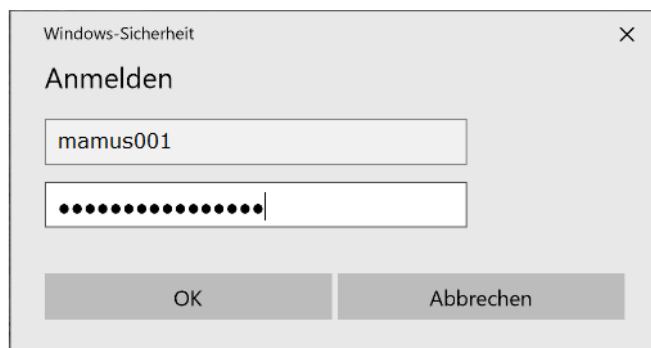 Windows-Sicherheit
Anmelden
mamus001
●●●●●●●●●●●●●●●●
OK
Abbrechen